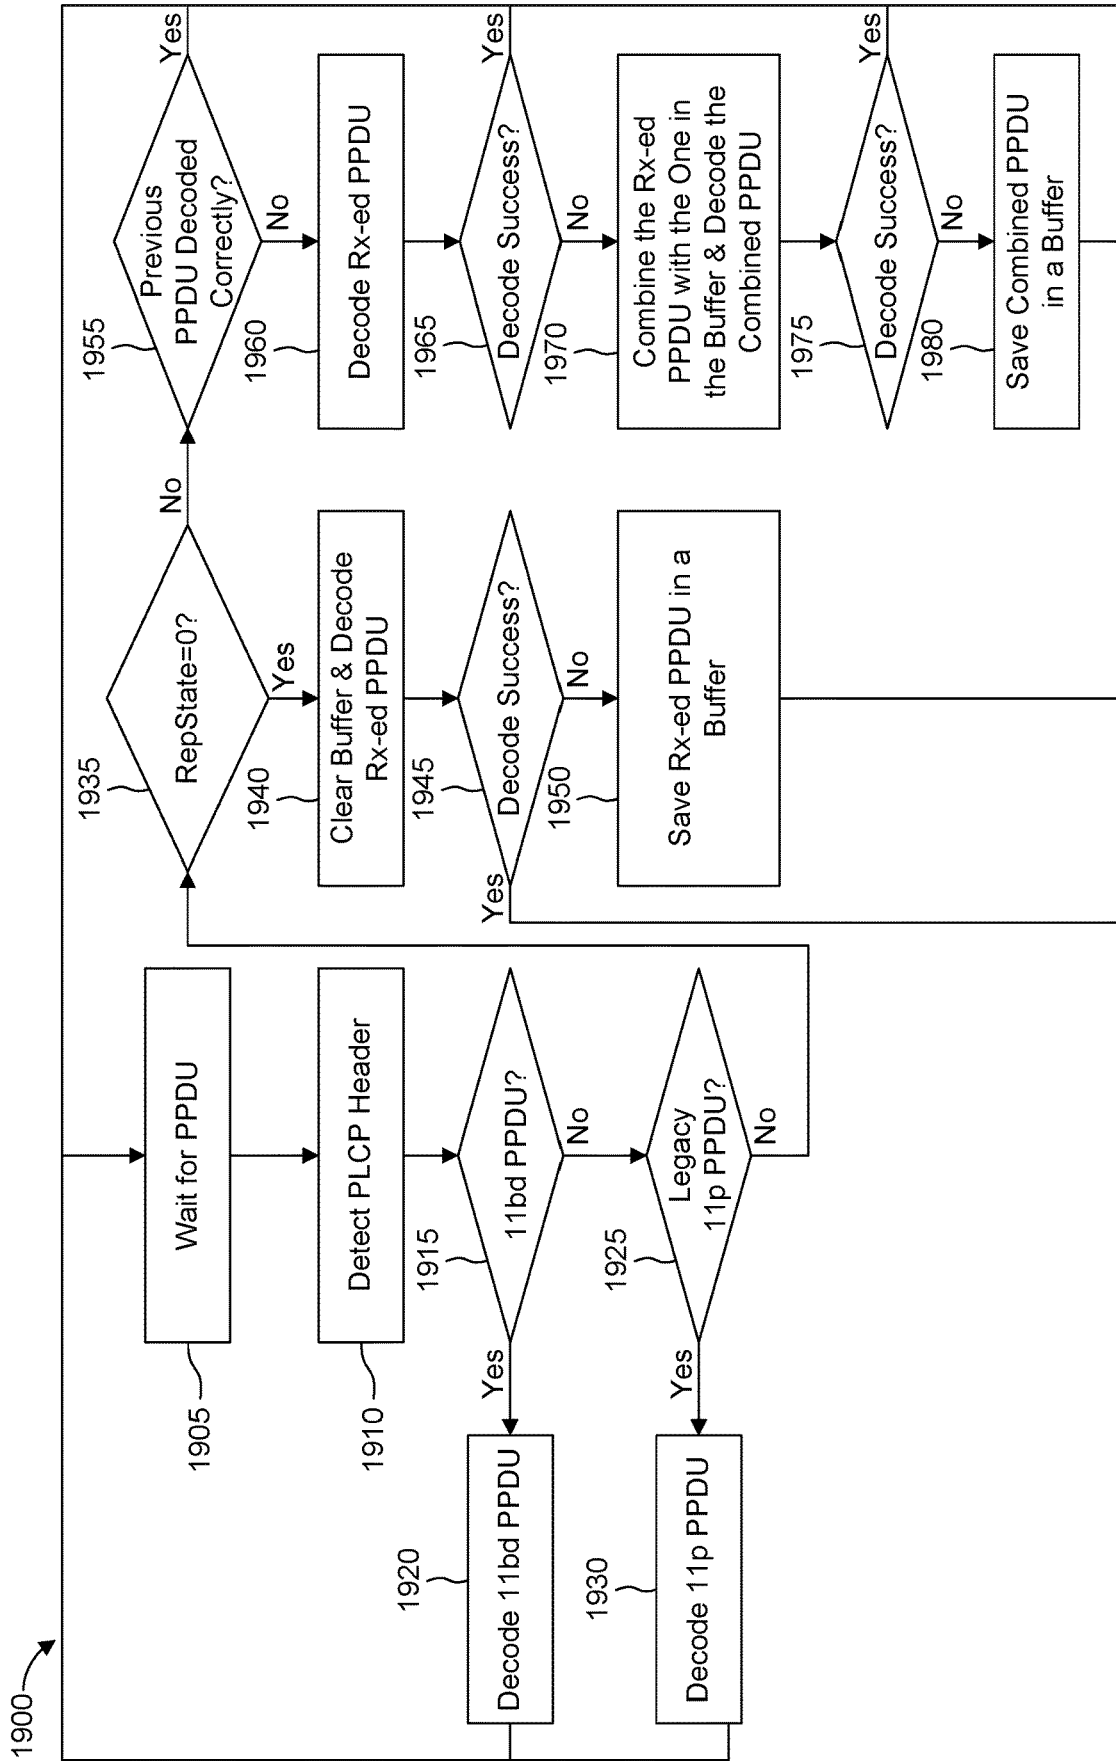 1900
1905
Wait for PPDU
1910
Detect PLCP Header
1915
11bd PPDU?
Yes
No
1920
Decode 11bd PPDU
1925
Legacy
11p PPDU?
Yes
No
1930
Decode 11p PPDU
1935
RepState=0?
No
Yes
1940
Clear Buffer & Decode
Rx-ed PPDU
1945
Decode Success?
Yes
No
1950
Save Rx-ed PPDU in a
Buffer
1955
Previous
PPDU Decoded
Correctly?
Yes
No
1960
Decode Rx-ed PPDU
1965
Decode Success?
Yes
No
1970
Combine the Rx-ed
PPDU with the One in
the Buffer & Decode the
Combined PPDU
1975
Decode Success?
Yes
No
1980
Save Combined PPDU
in a Buffer